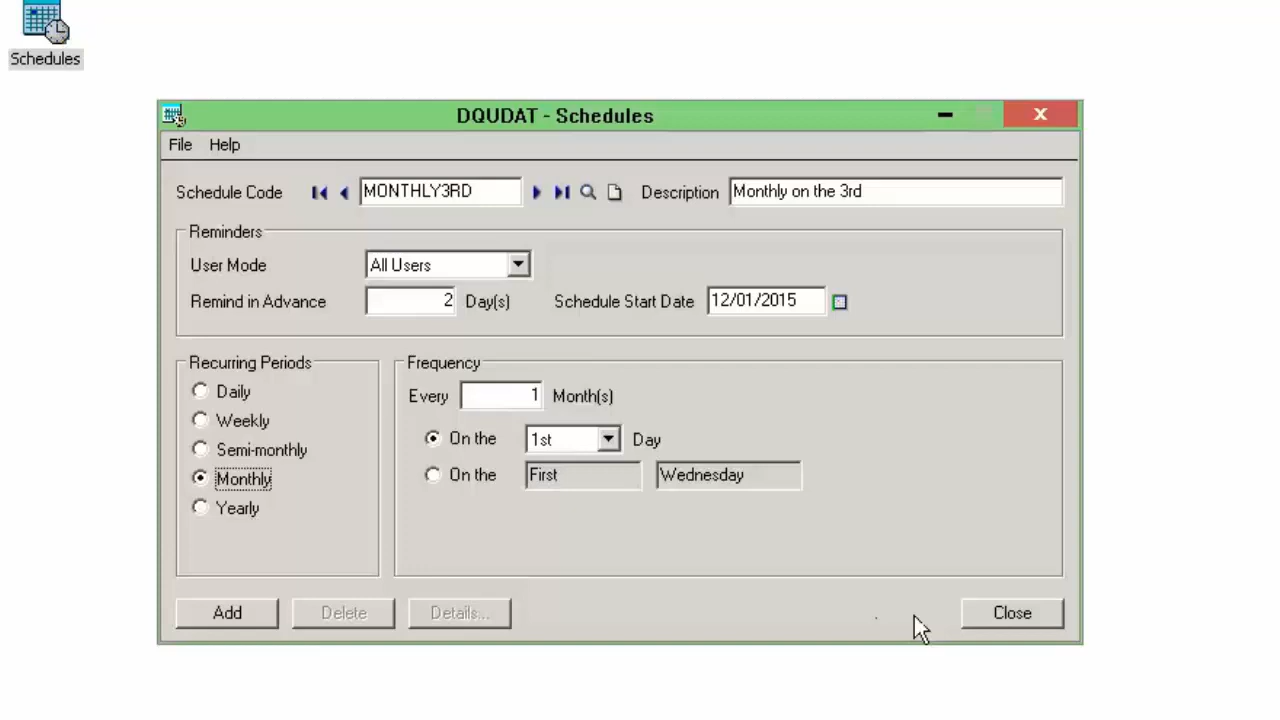 Schedules
DQUDAT - Schedules
X
File Help
Schedule Code MONTHLY3RD Description Monthly on the 3rd
Reminders
User Mode All Users
Remind in Advance 2 Day(s) Schedule Start Date 12/01/2015
Recurring Periods
Daily
Weekly
Semi-monthly
Monthly
Yearly
Frequency
Every 1 Month(s)
On the 1st Day
On the First Wednesday
Add Delete Details... Close